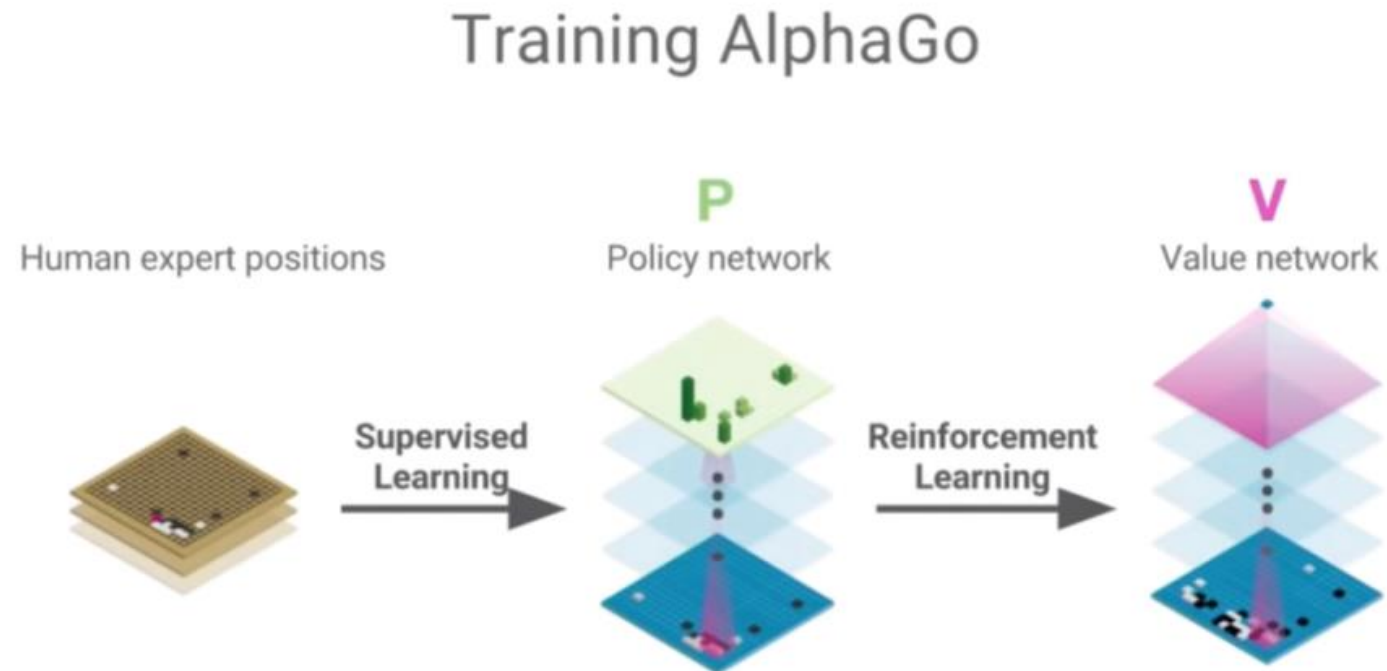 Training AlphaGo
Human expert positions
Supervised
Learning
P
Policy network
Reinforcement
Learning
V
Value network